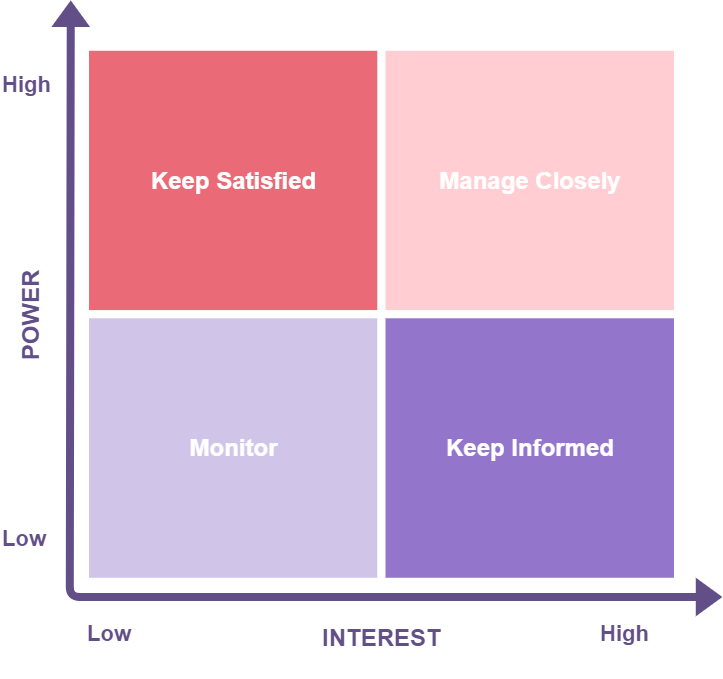 High
Keep Satisfied
Manage Closely
POWER
Monitor
Keep Informed
Low
Low
INTEREST
High